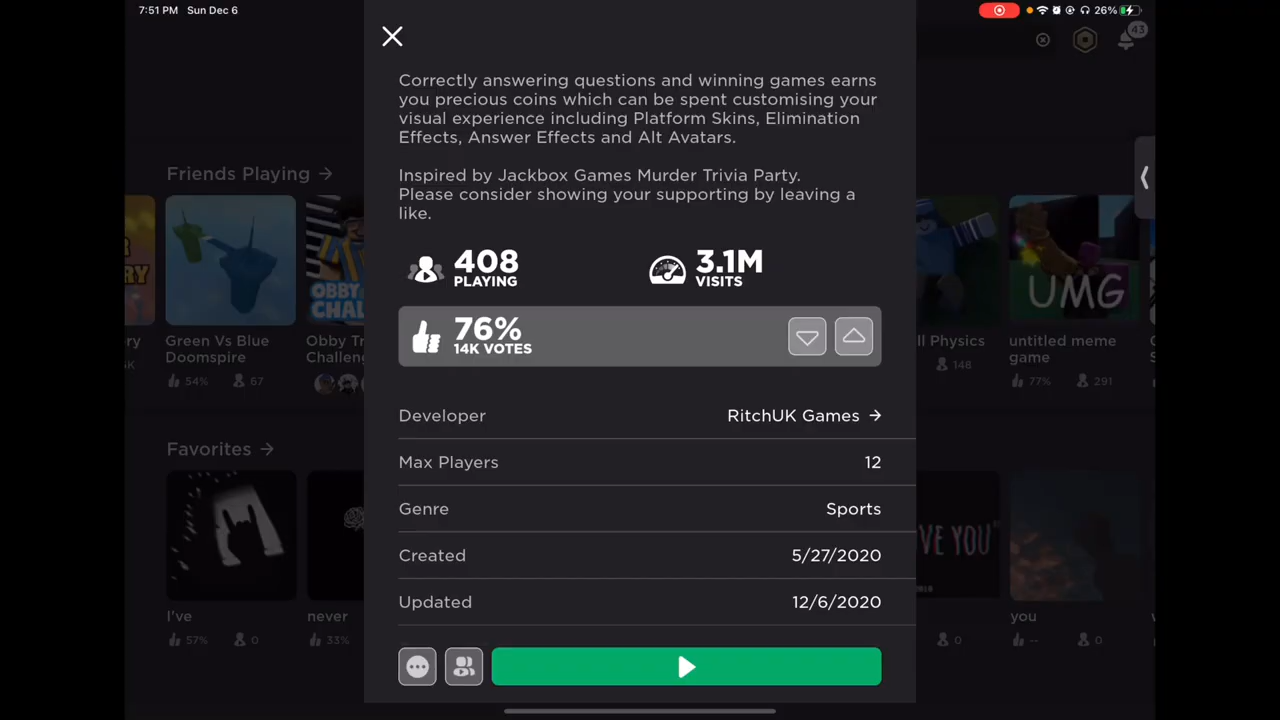 7:51 PM Sun Dec 6
26%
43
Correctly answering questions and winning games earns
you precious coins which can be spent customising your
visual experience including Platform Skins, Elimination
Effects, Answer Effects and Alt Avatars.
Inspired by Jackbox Games Murder Trivia Party.
Please consider showing your supporting by leaving a
like.
408
PLAYING
3.1M
VISITS
76%
14K VOTES
Developer RitchUK Games →
Max Players 12
Genre Sports
Created 5/27/2020
Updated 12/6/2020
Friends Playing →
RY
Green Vs Blue
Doomspire
54% 67
OBBY
CHAL
Obby Tr
Challen
ll Physics
148
UMG
untitled meme
game
77% 291
Favorites →
I've
57% 0
never
33%
VE YOU
0
you
-- 0